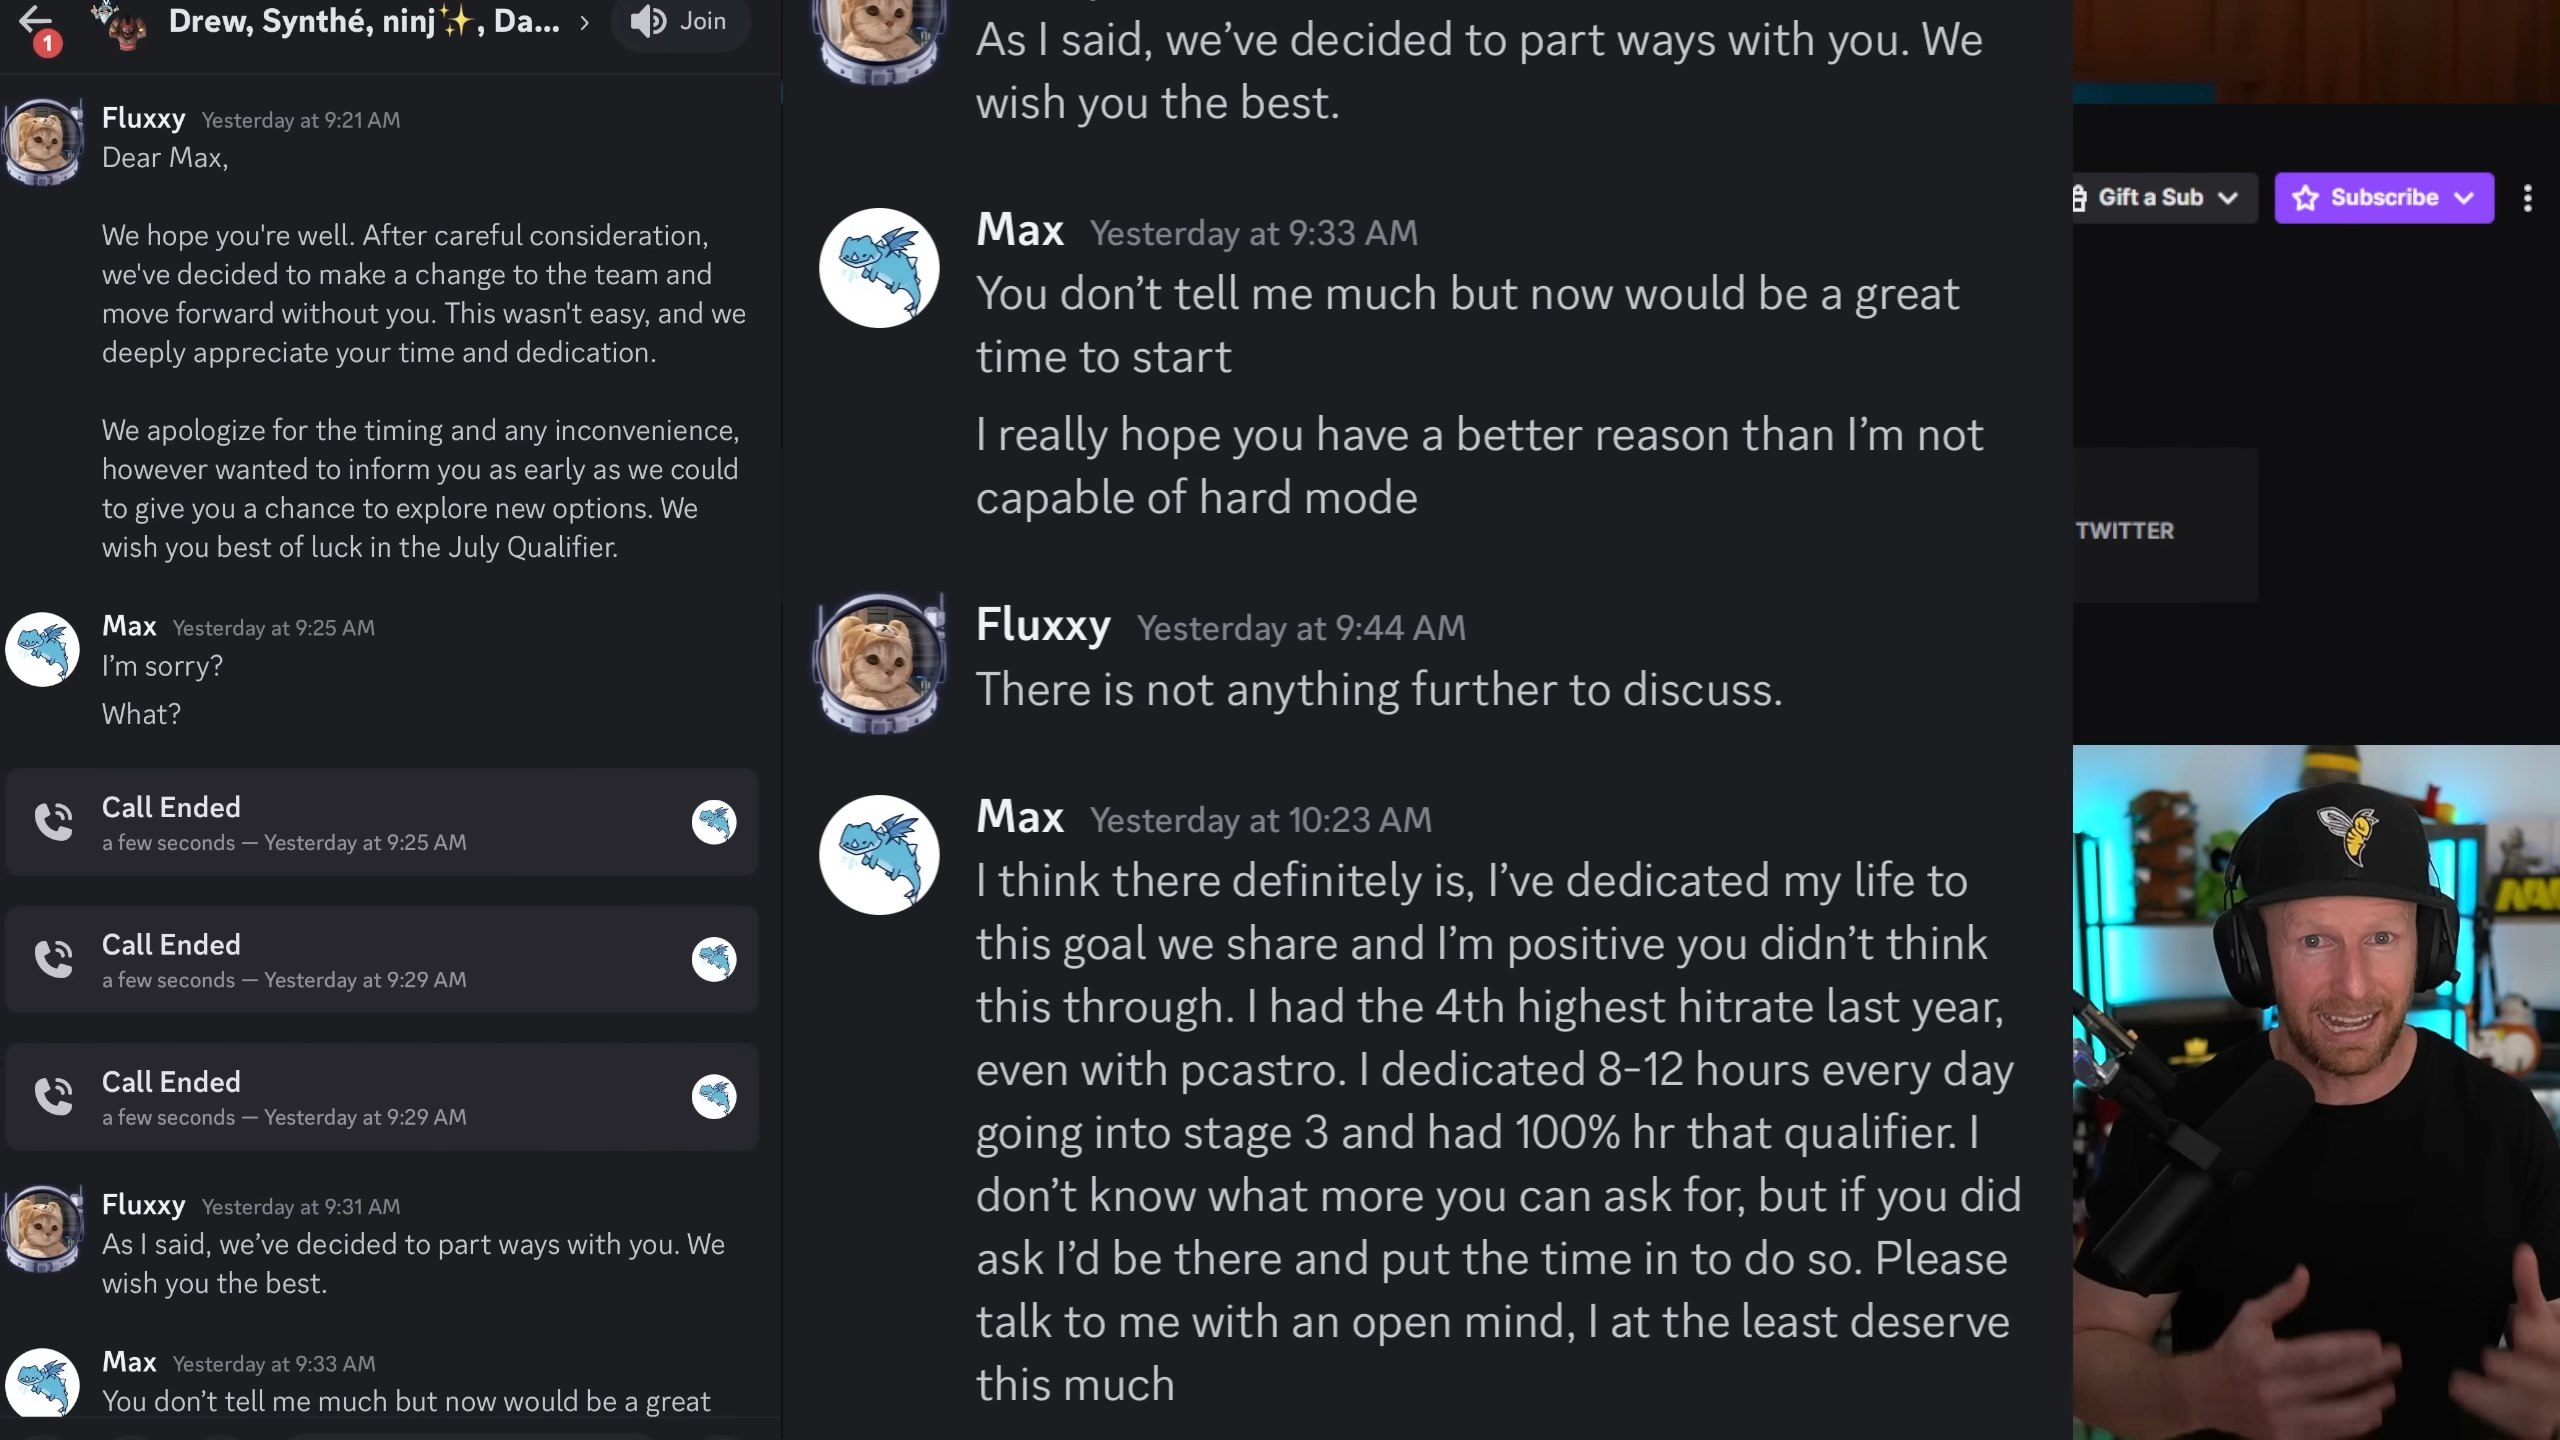 1
Drew, Synthé, ninj✨, Da... ›
Join
Fluxxy Yesterday at 9:21 AM
Dear Max,
We hope you're well. After careful consideration,
we've decided to make a change to the team and
move forward without you. This wasn't easy, and we
deeply appreciate your time and dedication.
We apologize for the timing and any inconvenience,
however wanted to inform you as early as we could
to give you a chance to explore new options. We
wish you best of luck in the July Qualifier.
Max Yesterday at 9:25 AM
I’m sorry?
What?
Call Ended
a few seconds — Yesterday at 9:25 AM
Call Ended
a few seconds — Yesterday at 9:29 AM
Call Ended
a few seconds — Yesterday at 9:29 AM
Fluxxy Yesterday at 9:31 AM
As I said, we’ve decided to part ways with you. We
wish you the best.
Max Yesterday at 9:33 AM
You don’t tell me much but now would be a great
As I said, we’ve decided to part ways with you. We
wish you the best.
Max Yesterday at 9:33 AM
You don’t tell me much but now would be a great
time to start
I really hope you have a better reason than I’m not
capable of hard mode
Fluxxy Yesterday at 9:44 AM
There is not anything further to discuss.
Max Yesterday at 10:23 AM
I think there definitely is, I’ve dedicated my life to
this goal we share and I’m positive you didn’t think
this through. I had the 4th highest hitrate last year,
even with pcastro. I dedicated 8-12 hours every day
going into stage 3 and had 100% hr that qualifier. I
don’t know what more you can ask for, but if you did
ask I’d be there and put the time in to do so. Please
talk to me with an open mind, I at the least deserve
this much
Gift a Sub
Subscribe
TWITTER